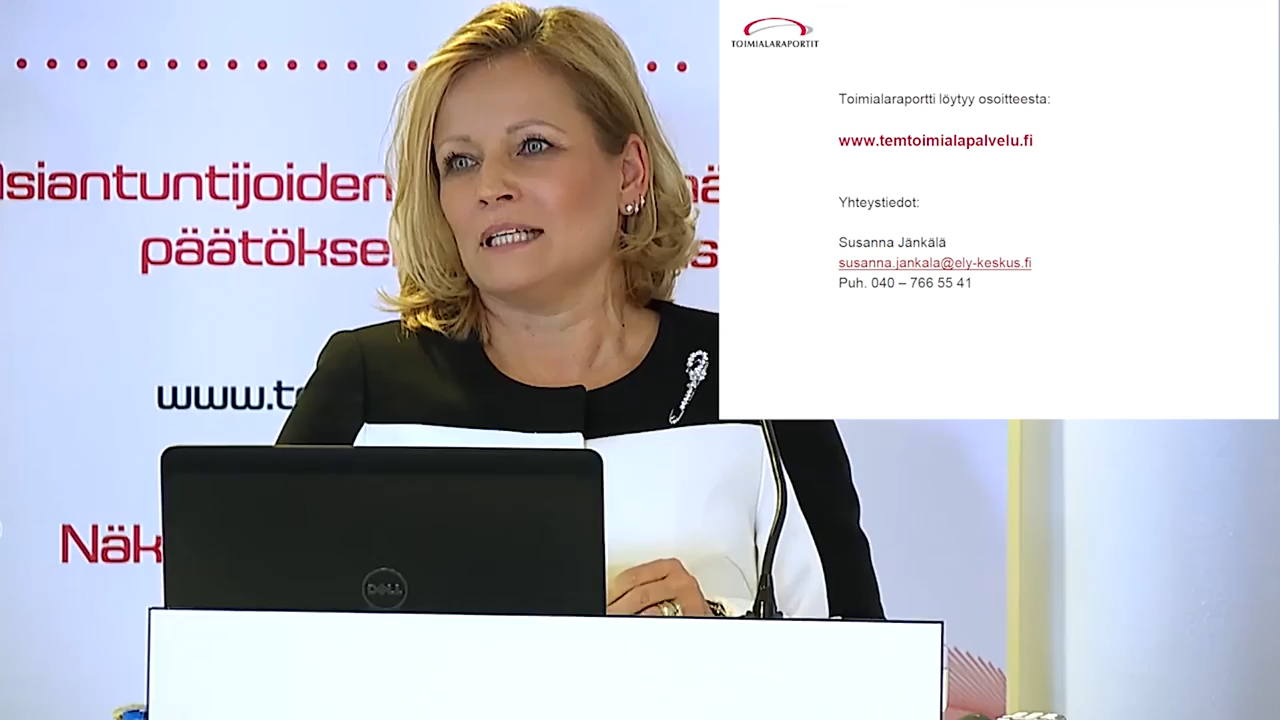 TOIMIALARAPORTIT
Toimialaraportti löytyy osoitteesta:
www.temtoimialapalvelu.fi
Yhteystiedot:
Susanna Jänkälä
susanna.jankala@ely-keskus.fi
Puh. 040 – 766 55 41
siantuntijoiden
päätökse
www.t
Näk
DELL